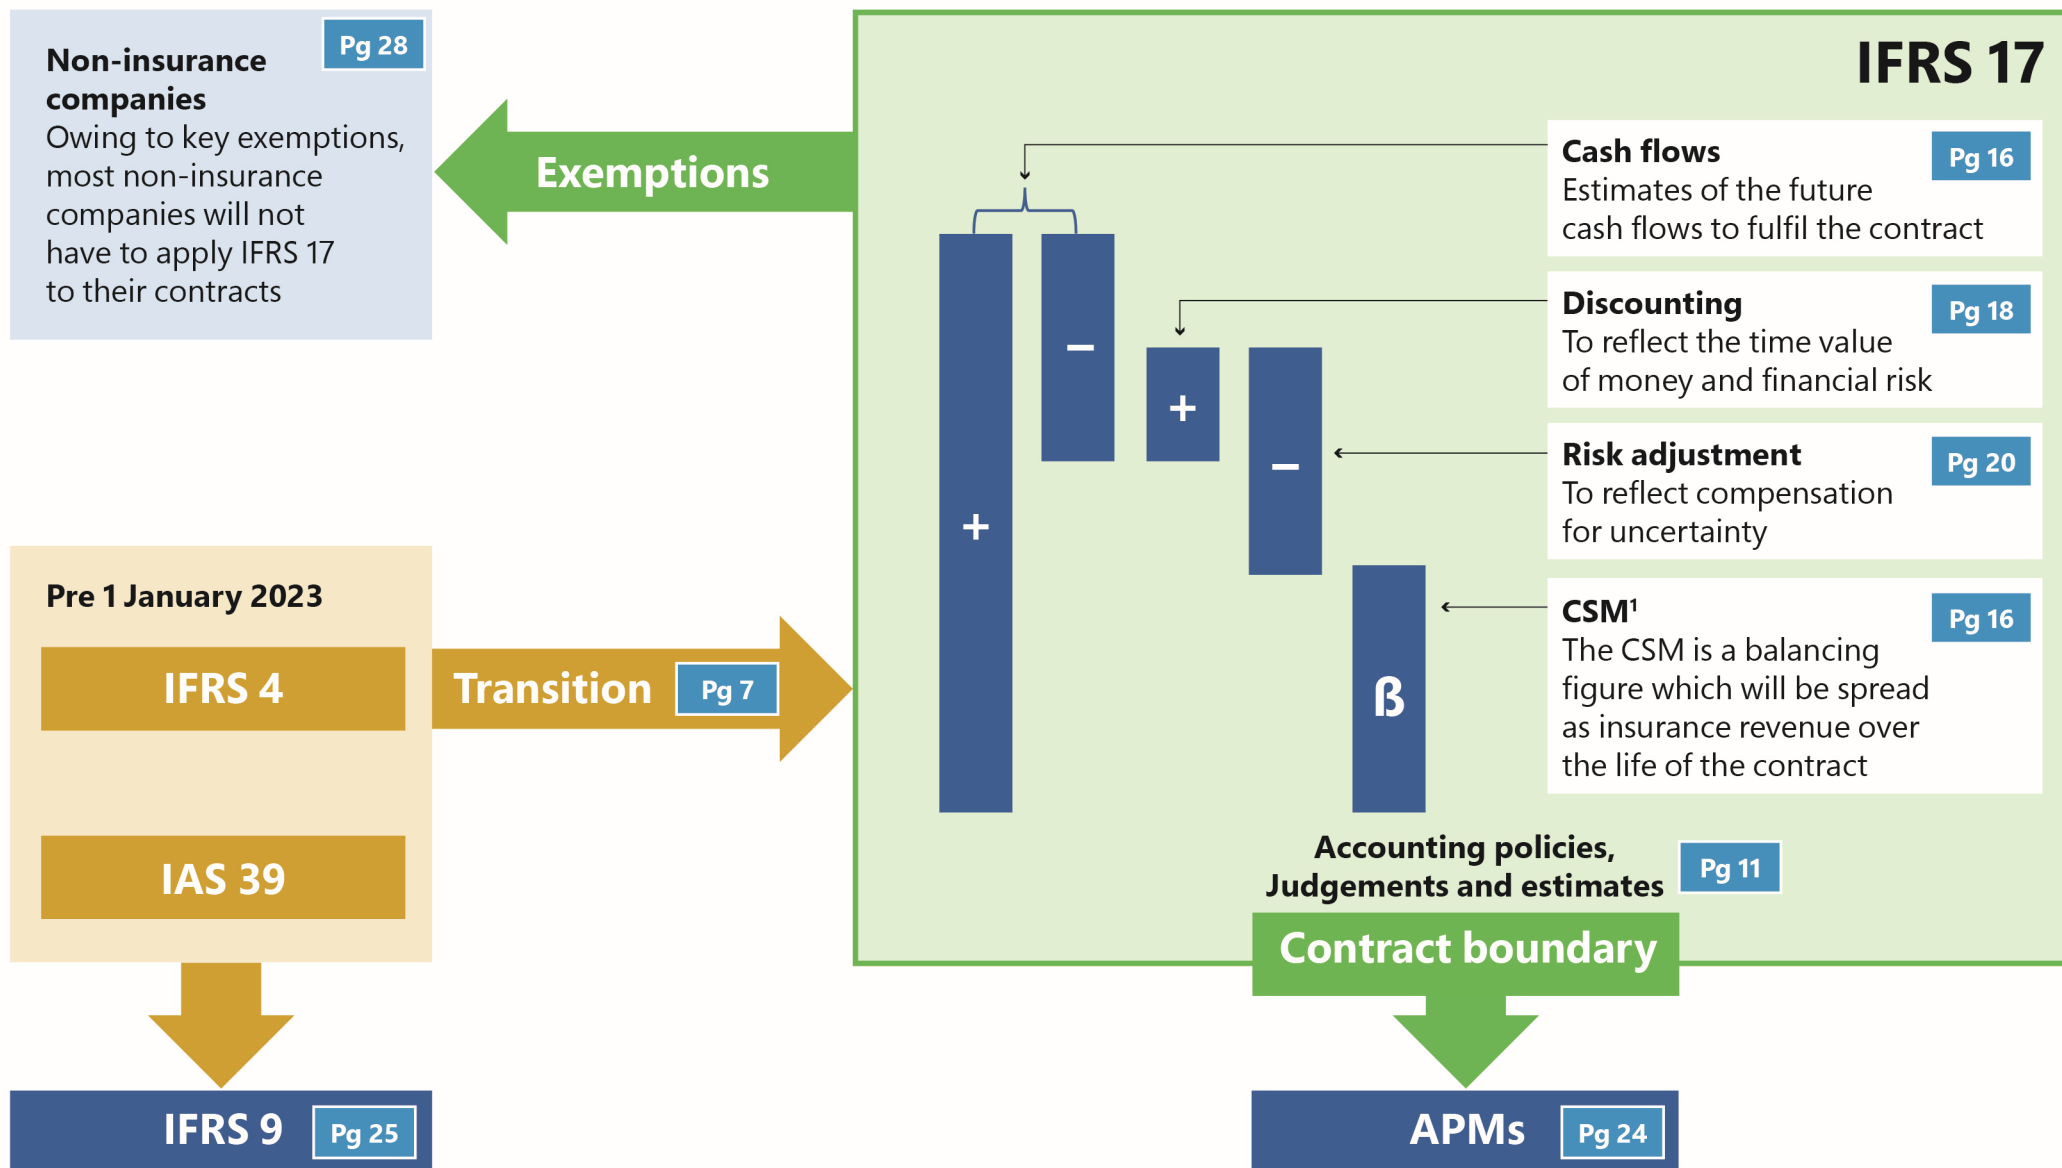 Non-insurance
companies
Pg 28
Owing to key exemptions,
most non-insurance
companies will not
have to apply IFRS 17
to their contracts
Exemptions
IFRS 17
Cash flows
Pg 16
Estimates of the future
cash flows to fulfil the contract
Discounting
Pg 18
To reflect the time value
of money and financial risk
Risk adjustment
Pg 20
To reflect compensation
for uncertainty
CSM¹
Pg 16
The CSM is a balancing
figure which will be spread
as insurance revenue over
the life of the contract
+
−
+
−
ß
Pre 1 January 2023
IFRS 4
IAS 39
Transition
Pg 7
Accounting policies,
Judgements and estimates
Pg 11
Contract boundary
IFRS 9
Pg 25
APMs
Pg 24